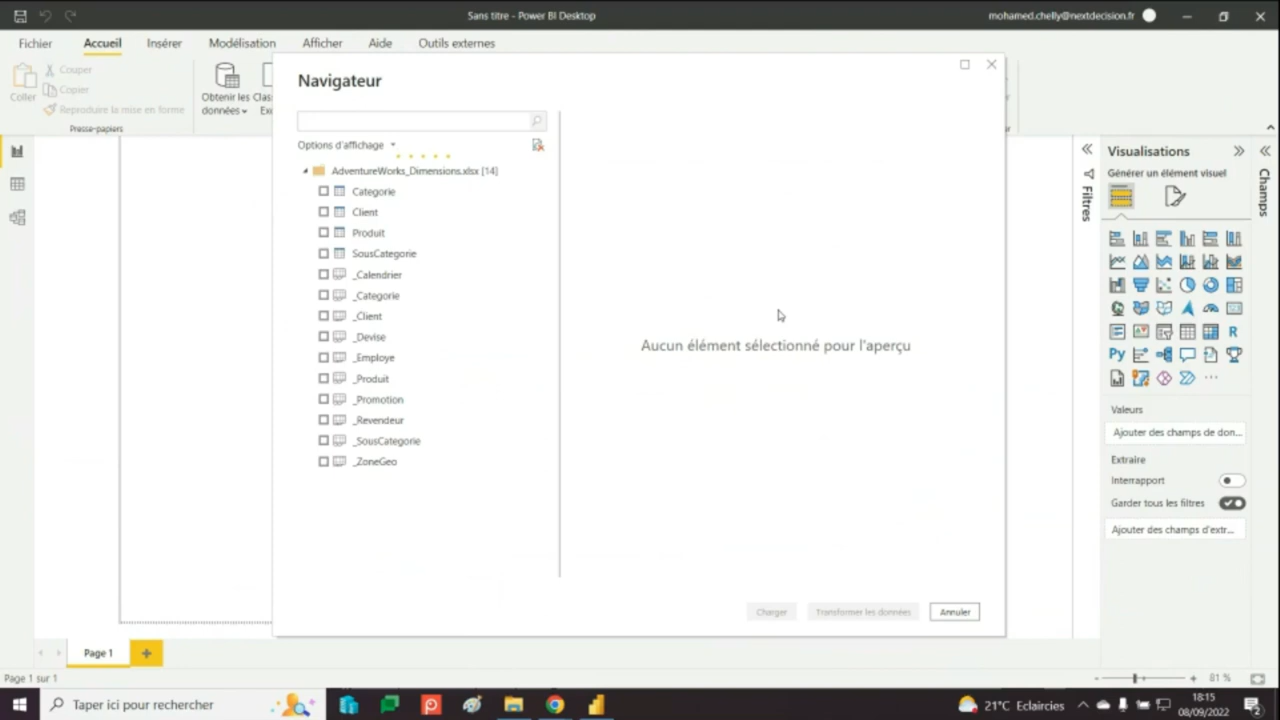 Sans titre - Power BI Desktop
mohamed.chelly@nextdecision.fr
Fichier
Accueil
Insérer
Modélisation
Afficher
Aide
Outils externes
Couper
Copier
Reproduire la mise en forme
Coller
Presse-papiers
Obtenir les
données
Navigateur
Options d'affichage
AdventureWorks_Dimensions.xlsx [14]
Categorie
Client
Produit
SousCategorie
_Calendrier
_Categorie
_Client
_Devise
_Employe
_Produit
_Promotion
_Revendeur
_SousCategorie
_ZoneGeo
Aucun élément sélectionné pour l'aperçu
Charger
Transformer les données
Annuler
Filtres
Visualisations
Générer un élément visuel
R
Py
Valeurs
Ajouter des champs de don...
Extraire
Interrapport
Garder tous les filtres
Ajouter des champs d'extr...
Champs
Page 1
Page 1 sur 1
81 %
Taper ici pour rechercher
21°C Eclaircies
18:15
08/09/2022
2